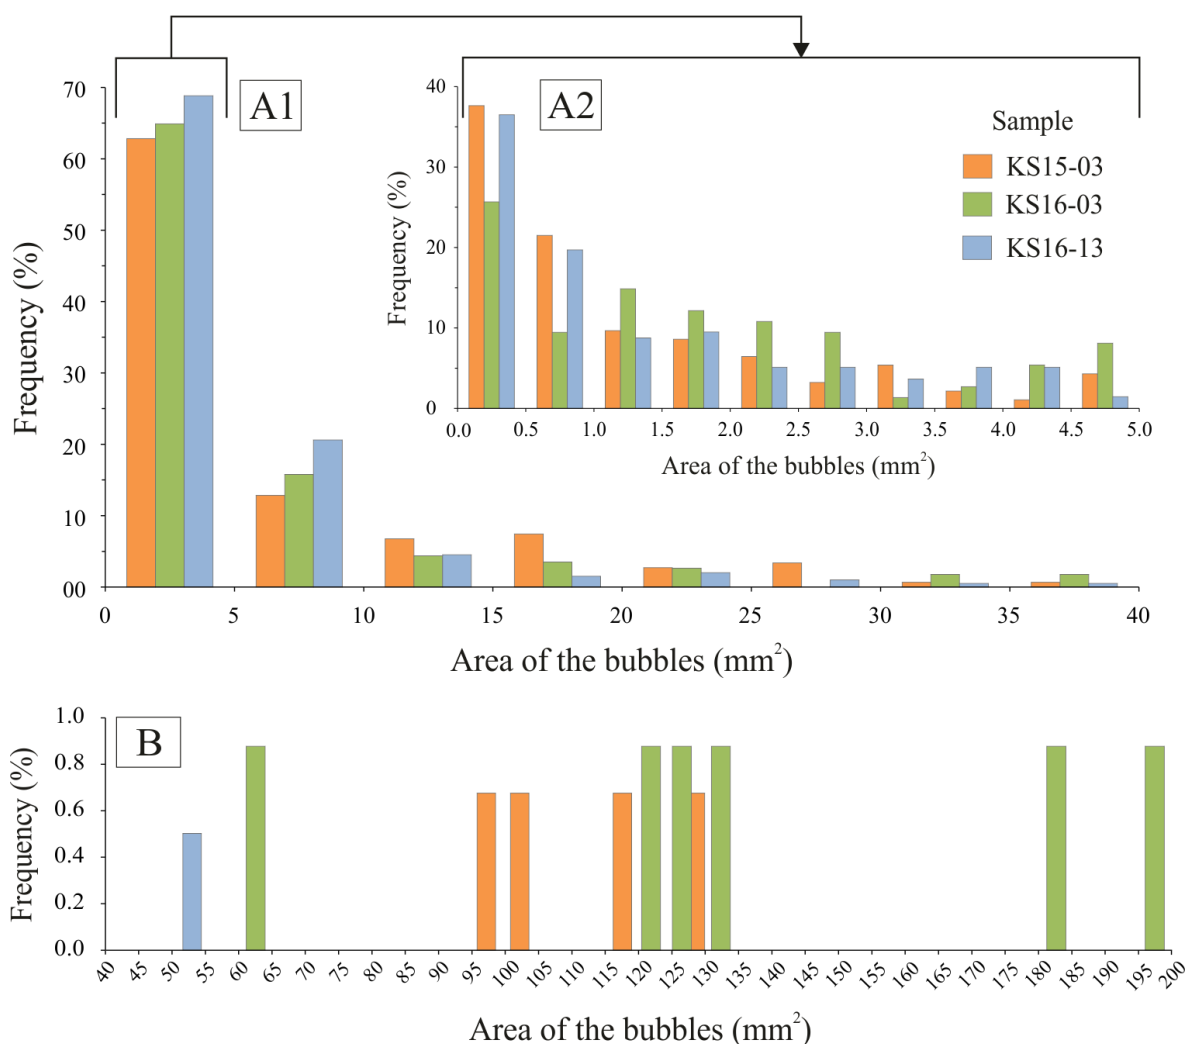 A1
70
60
50
40
30
20
10
00
Frequency (%)
0 5 10 15 20 25 30 35 40
Area of the bubbles (mm²)
A2
40
30
20
10
0
Frequency (%)
0.0 0.5 1.0 1.5 2.0 2.5 3.0 3.5 4.0 4.5 5.0
Area of the bubbles (mm²)
Sample
KS15-03
KS16-03
KS16-13
B
1.0
0.8
0.6
0.4
0.2
0.0
Frequency (%)
40 45 50 55 60 65 70 75 80 85 90 95 100 105 110 115 120 125 130 135 140 145 150 155 160 165 170 175 180 185 190 195 200
Area of the bubbles (mm²)